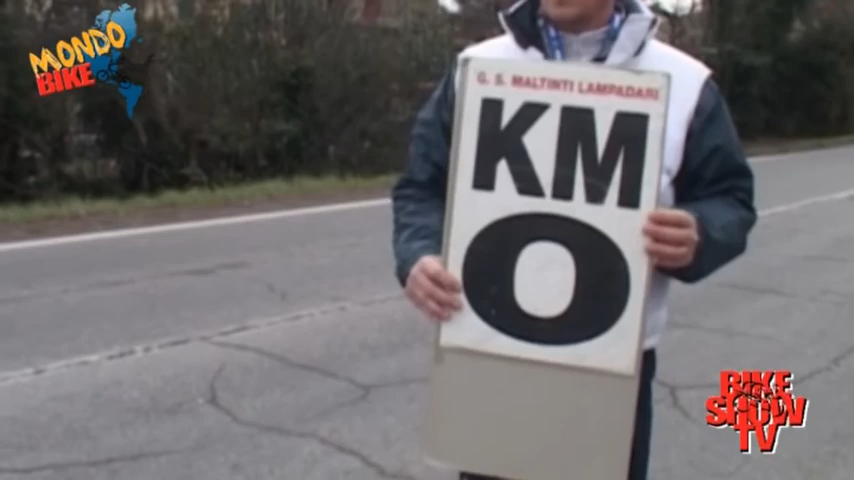 MONDO
BIKE
G. S. MALTINTI LAMPADARI
KM
0
BIKE
SHOW
TV